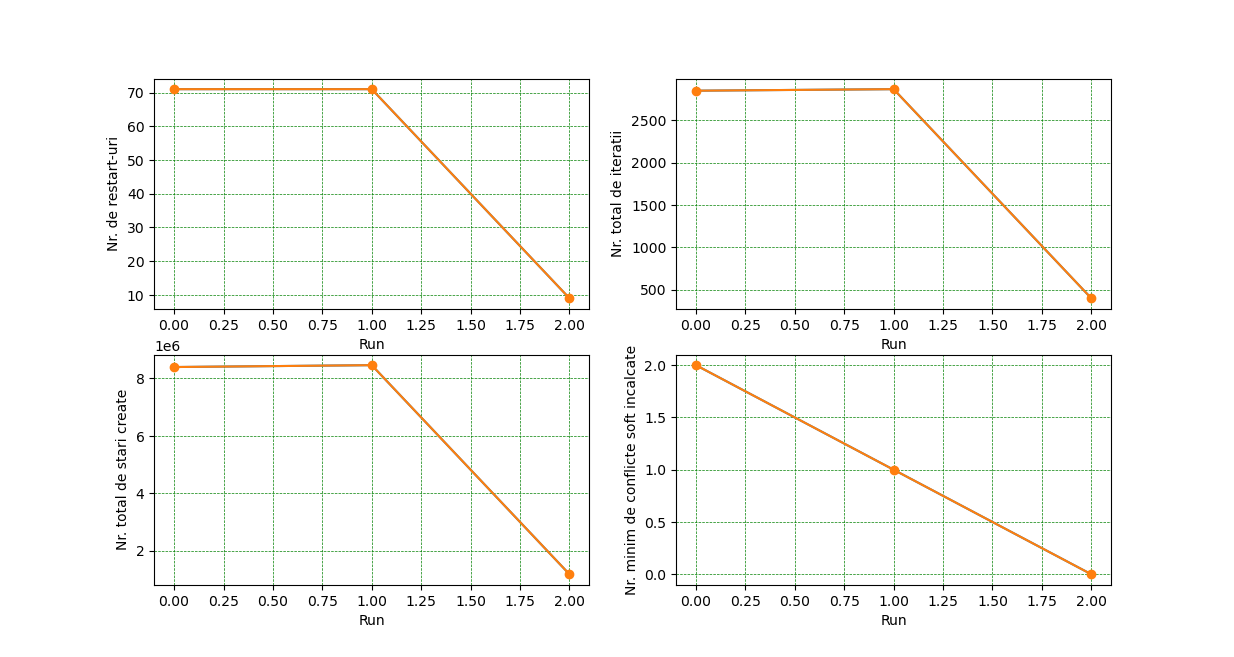 70
60
50
40
30
20
10
Nr. de restart-uri
0.00 0.25 0.50 0.75 1.00 1.25 1.50 1.75 2.00
Run
2500
2000
1500
1000
500
Nr. total de iteratii
0.00 0.25 0.50 0.75 1.00 1.25 1.50 1.75 2.00
Run
1e6
8
6
4
2
Nr. total de stari create
0.00 0.25 0.50 0.75 1.00 1.25 1.50 1.75 2.00
Run
2.0
1.5
1.0
0.5
0.0
Nr. minim de conflicte soft incalcate
0.00 0.25 0.50 0.75 1.00 1.25 1.50 1.75 2.00
Run